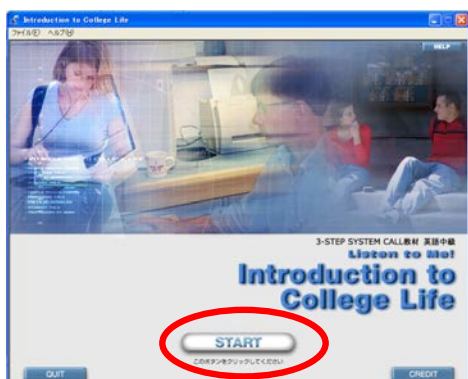 Introduction to College Life
ファイル(F) ヘルプ(H)
HELP
3-STEP SYSTEM CALL教材 英語中級
Listen to Me!
Introduction to
College Life
START
このボタンをクリックしてください
QUIT
CREDIT